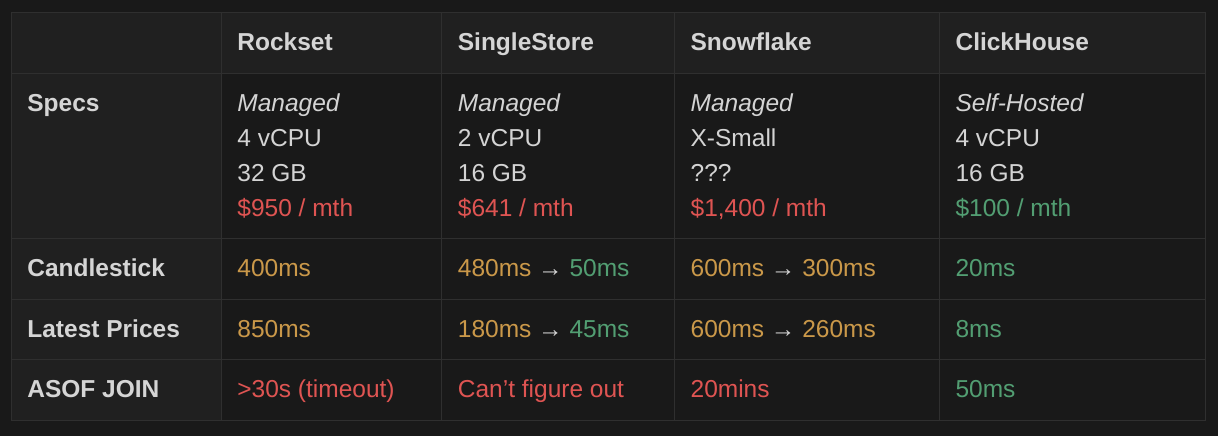 Rockset SingleStore Snowflake ClickHouse
Specs Managed Managed Managed Self-Hosted
4 vCPU 2 vCPU X-Small 4 vCPU
32 GB 16 GB ??? 16 GB
$950 / mth $641 / mth $1,400 / mth $100 / mth
Candlestick 400ms 480ms → 50ms 600ms → 300ms 20ms
Latest Prices 850ms 180ms → 45ms 600ms → 260ms 8ms
ASOF JOIN >30s (timeout) Can’t figure out 20mins 50ms